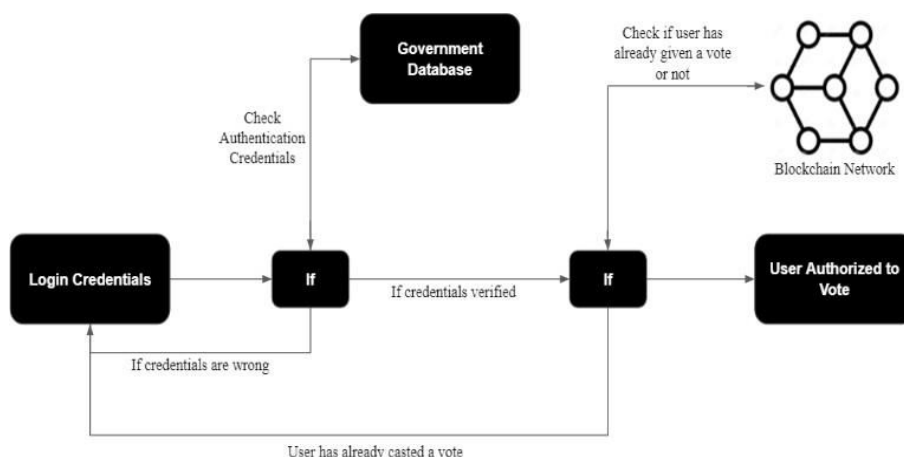 Government
Database
Check if user has
already given a vote
or not
Check
Authentication
Credentials
Blockchain Network
Login Credentials
If
If credentials verified
If
User Authorized to
Vote
If credentials are wrong
User has already casted a vote